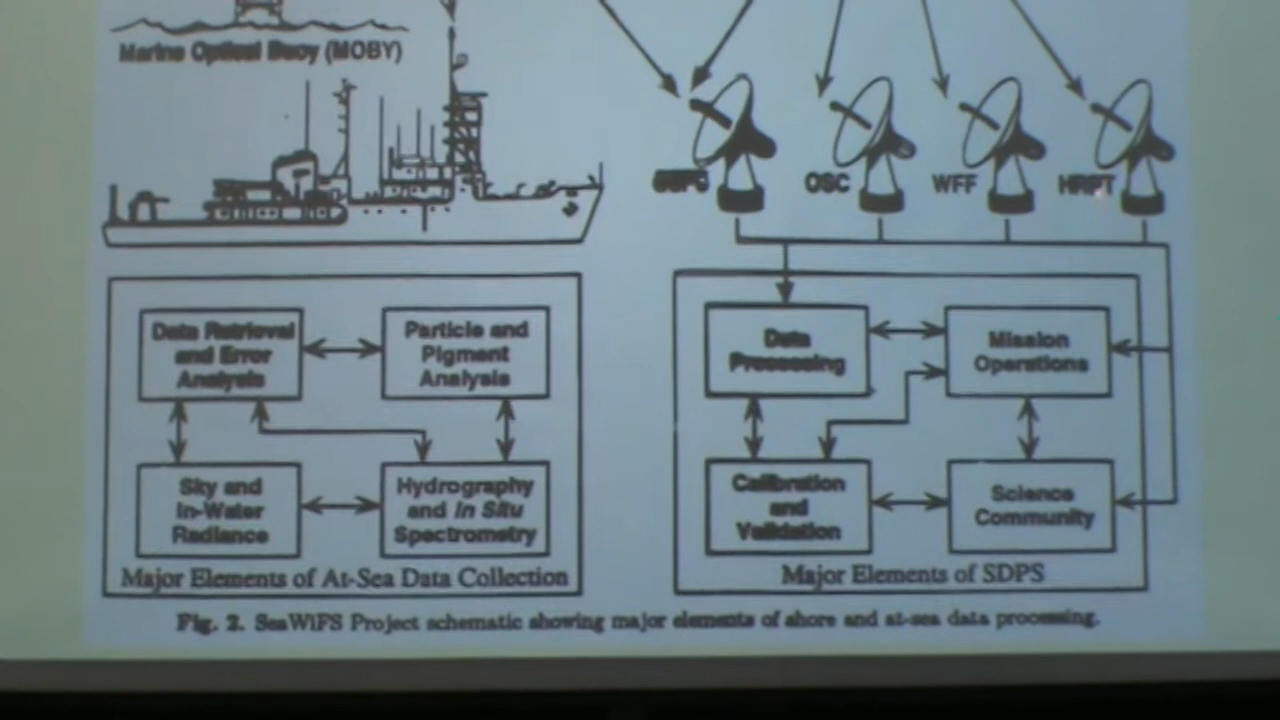 Marine Optical Buoy (MOBY)
OSC
WFF
HRPT
Data Retrieval
and Error
Analysis
Particle and
Pigment
Analysis
Sky and
In-Water
Radiance
Hydrography
and In Situ
Spectrometry
Major Elements of At-Sea Data Collection
Data
Processing
Mission
Operations
Calibration
and
Validation
Science
Community
Major Elements of SDPS
Fig. 2. SeaWiFS Project schematic showing major elements of shore and at-sea data processing.